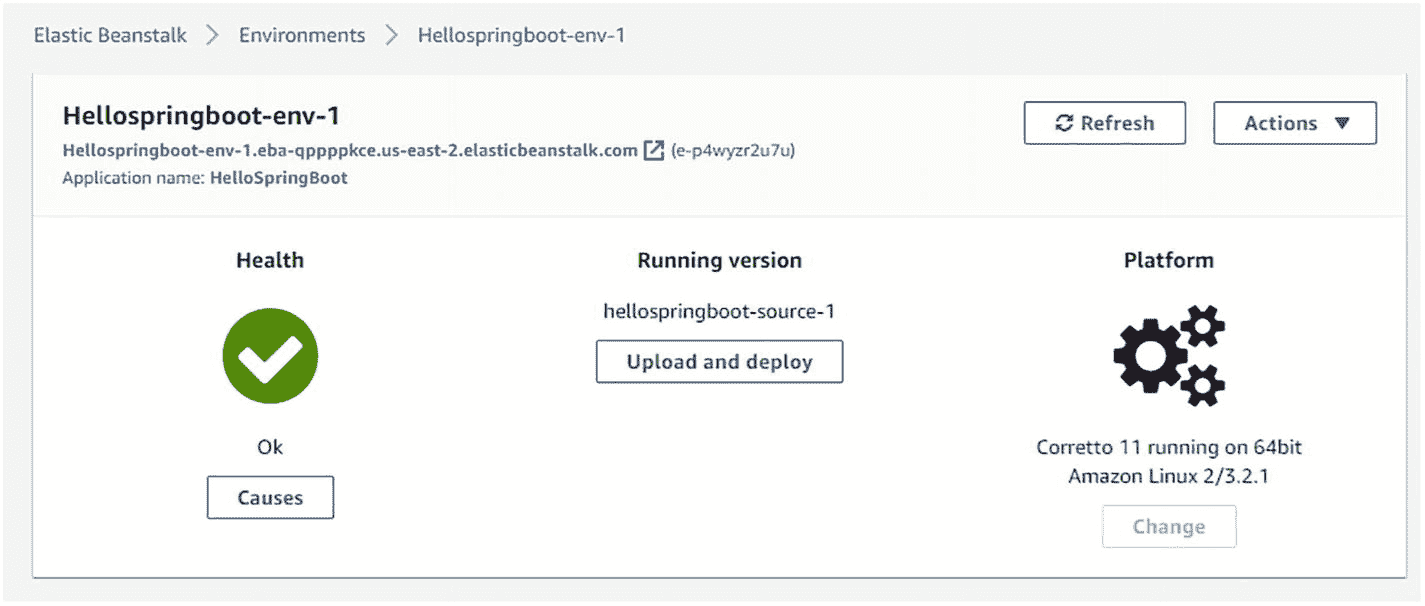 Elastic Beanstalk > Environments > Hellospringboot-env-1
Hellospringboot-env-1
Refresh
Actions
Hellospringboot-env-1.eba-qppppkce.us-east-2.elasticbeanstalk.com (e-p4wyzr2u7u)
Application name: HelloSpringBoot
Health
Ok
Causes
Running version
hellospringboot-source-1
Upload and deploy
Platform
Corretto 11 running on 64bit
Amazon Linux 2/3.2.1
Change